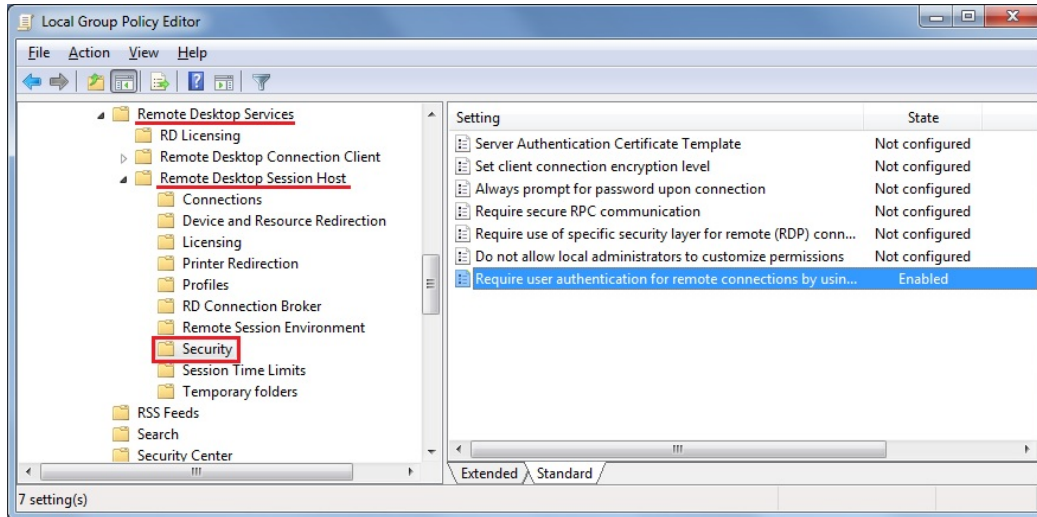 Local Group Policy Editor
File Action View Help
Remote Desktop Services
RD Licensing
Remote Desktop Connection Client
Remote Desktop Session Host
Connections
Device and Resource Redirection
Licensing
Printer Redirection
Profiles
RD Connection Broker
Remote Session Environment
Security
Session Time Limits
Temporary folders
RSS Feeds
Search
Security Center
Setting State
Server Authentication Certificate Template Not configured
Set client connection encryption level Not configured
Always prompt for password upon connection Not configured
Require secure RPC communication Not configured
Require use of specific security layer for remote (RDP) conn... Not configured
Do not allow local administrators to customize permissions Not configured
Require user authentication for remote connections by usin... Enabled
Extended Standard
7 setting(s)